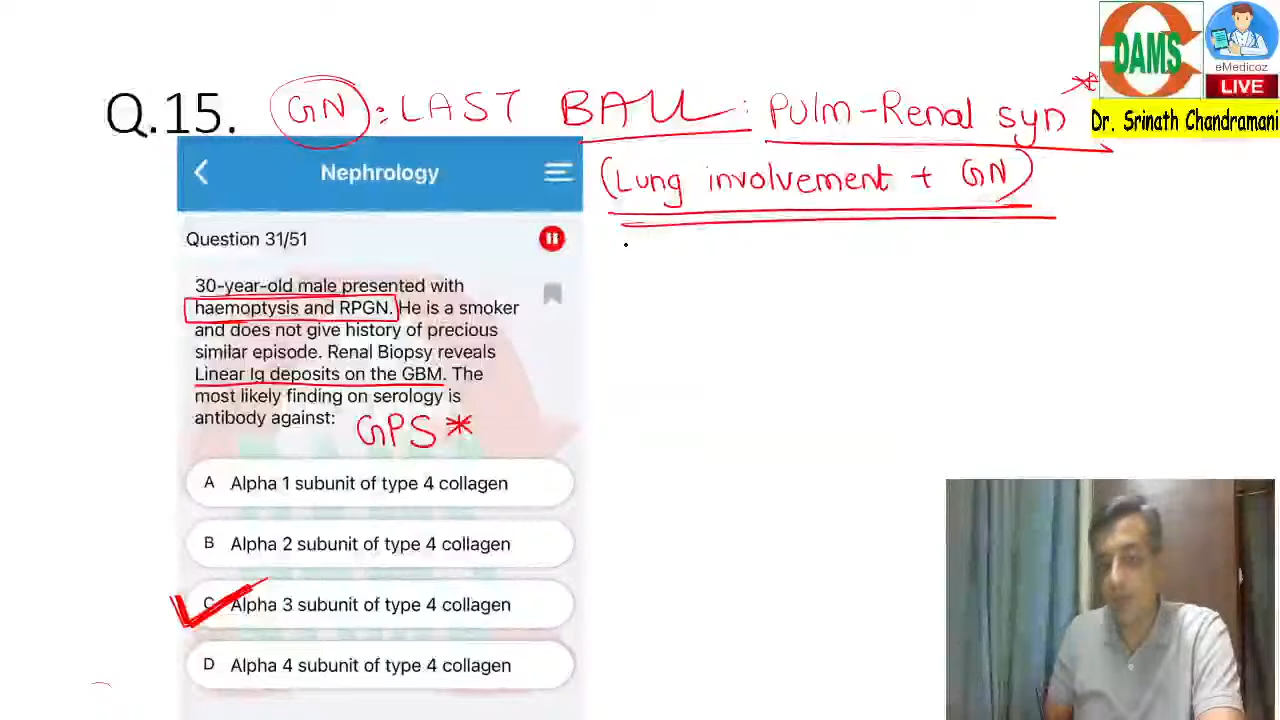 DAMS
eMedicoz
LIVE
Dr. Srinath Chandramani
Q.15.
GN : LAST BALL : Pulm-Renal syn *
(Lung involvement + GN)
Nephrology
Question 31/51
30-year-old male presented with
haemoptysis and RPGN. He is a smoker
and does not give history of precious
similar episode. Renal Biopsy reveals
Linear Ig deposits on the GBM. The
most likely finding on serology is
antibody against:
GPS *
A Alpha 1 subunit of type 4 collagen
B Alpha 2 subunit of type 4 collagen
C Alpha 3 subunit of type 4 collagen
D Alpha 4 subunit of type 4 collagen